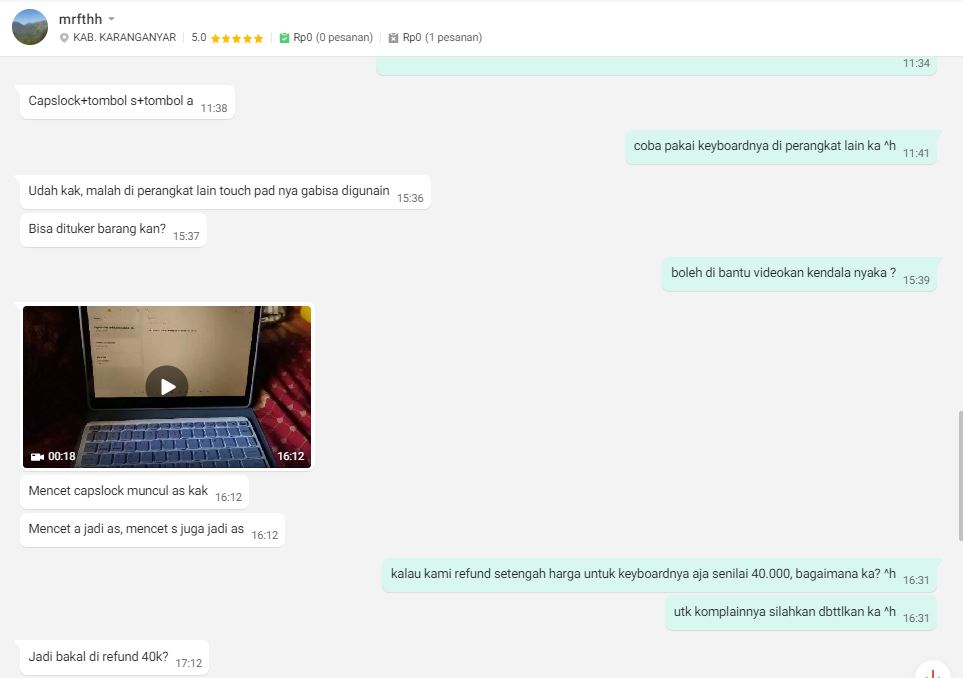 mrfthh
KAB. KARANGANYAR 5.0 Rp0 (0 pesanan) Rp0 (1 pesanan)
11:34
Capslock+tombol s+tombol a 11:38
coba pakai keyboardnya di perangkat lain ka ^h 11:41
Udah kak, malah di perangkat lain touch pad nya gabisa digunain 15:36
Bisa dituker barang kan? 15:37
boleh di bantu videokan kendala nyaka ? 15:39
00:18 16:12
Mencet capslock muncul as kak 16:12
Mencet a jadi as, mencet s juga jadi as 16:12
kalau kami refund setengah harga untuk keyboardnya aja senilai 40.000, bagaimana ka? ^h 16:31
utk komplainnya silahkan dbttlkan ka ^h 16:31
Jadi bakal di refund 40k? 17:12